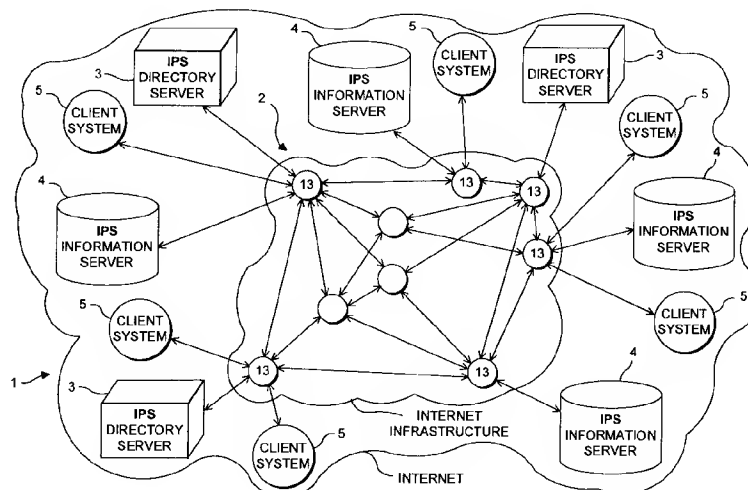 5
4
3
IPS
DIRECTORY
SERVER
3
CLIENT
SYSTEM
IPS
DIRECTORY
SERVER
5
IPS
INFORMATION
SERVER
5
CLIENT
SYSTEM
2
CLIENT
SYSTEM
4
4
13
13
13
IPS
INFORMATION
SERVER
IPS
INFORMATION
SERVER
13
5
5
CLIENT
SYSTEM
CLIENT
SYSTEM
4
1
3
13
13
IPS
DIRECTORY
SERVER
INTERNET
INFRASTRUCTURE
IPS
INFORMATION
SERVER
5
CLIENT
SYSTEM
INTERNET